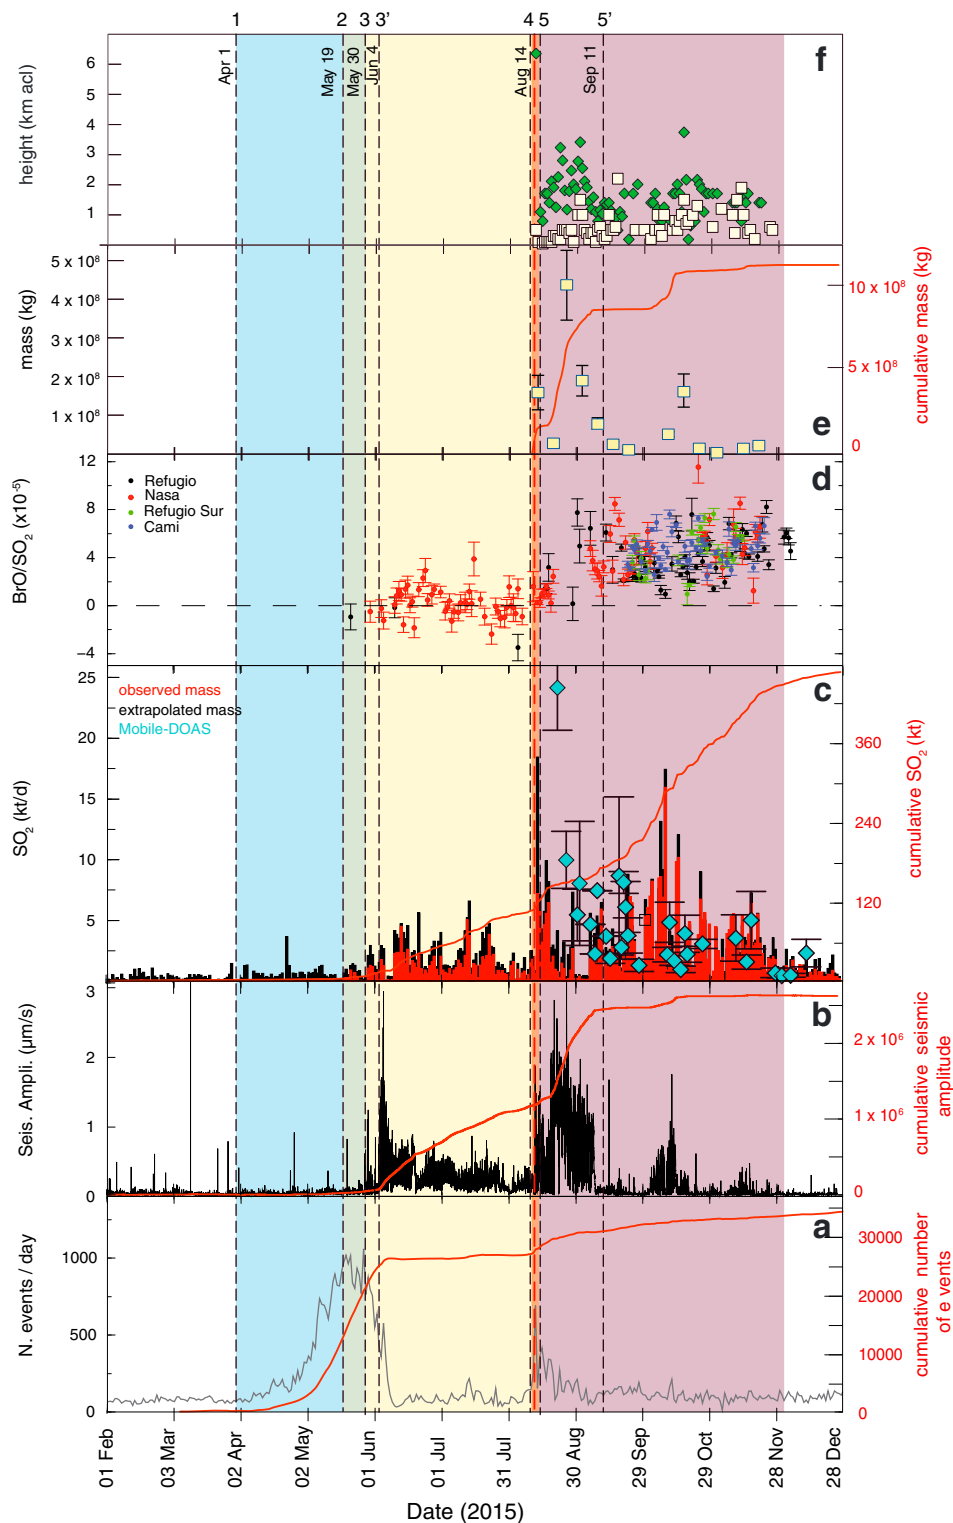 1 2 3 3' 4 5 5'
Apr 1
May 19
May 30
Jun 4
Aug 14
Sep 11
f
height (km acl)
6
5
4
3
2
1
e
mass (kg)
5 x 10⁸
4 x 10⁸
3 x 10⁸
2 x 10⁸
1 x 10⁸
10 x 10⁸
5 x 10⁸
0
cumulative mass (kg)
d
BrO/SO₂ (x10⁻⁵)
12
8
4
0
−4
Refugio
Nasa
Refugio Sur
Cami
c
SO₂ (kt/d)
25
20
15
10
5
observed mass
extrapolated mass
Mobile-DOAS
360
240
120
0
cumulative SO₂ (kt)
b
Seis. Ampli. (µm/s)
3
2
1
0
2 x 10⁶
1 x 10⁶
0
cumulative seismic
amplitude
a
N. events / day
1000
500
0
30000
20000
10000
0
cumulative number
of e vents
01 Feb
03 Mar
02 Apr
02 May
01 Jun
01 Jul
31 Jul
30 Aug
29 Sep
29 Oct
28 Nov
28 Dec
Date (2015)